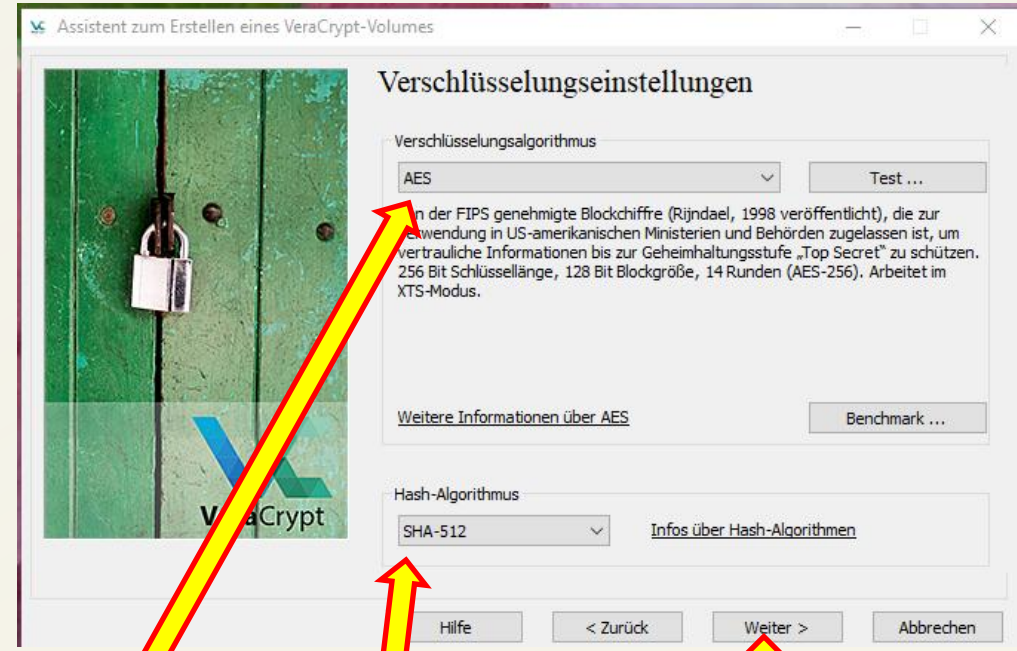 Assistent zum Erstellen eines VeraCrypt-Volumes
Verschlüsselungseinstellungen
Verschlüsselungsalgorithmus
AES
Test ...
n der FIPS genehmigte Blockchiffre (Rijndael, 1998 veröffentlicht), die zur
wendung in US-amerikanischen Ministerien und Behörden zugelassen ist, um
vertrauliche Informationen bis zur Geheimhaltungsstufe „Top Secret“ zu schützen.
256 Bit Schlüssellänge, 128 Bit Blockgröße, 14 Runden (AES-256). Arbeitet im
XTS-Modus.
Weitere Informationen über AES
Benchmark ...
VeraCrypt
Hash-Algorithmus
SHA-512
Infos über Hash-Algorithmen
Hilfe
< Zurück
Weiter >
Abbrechen